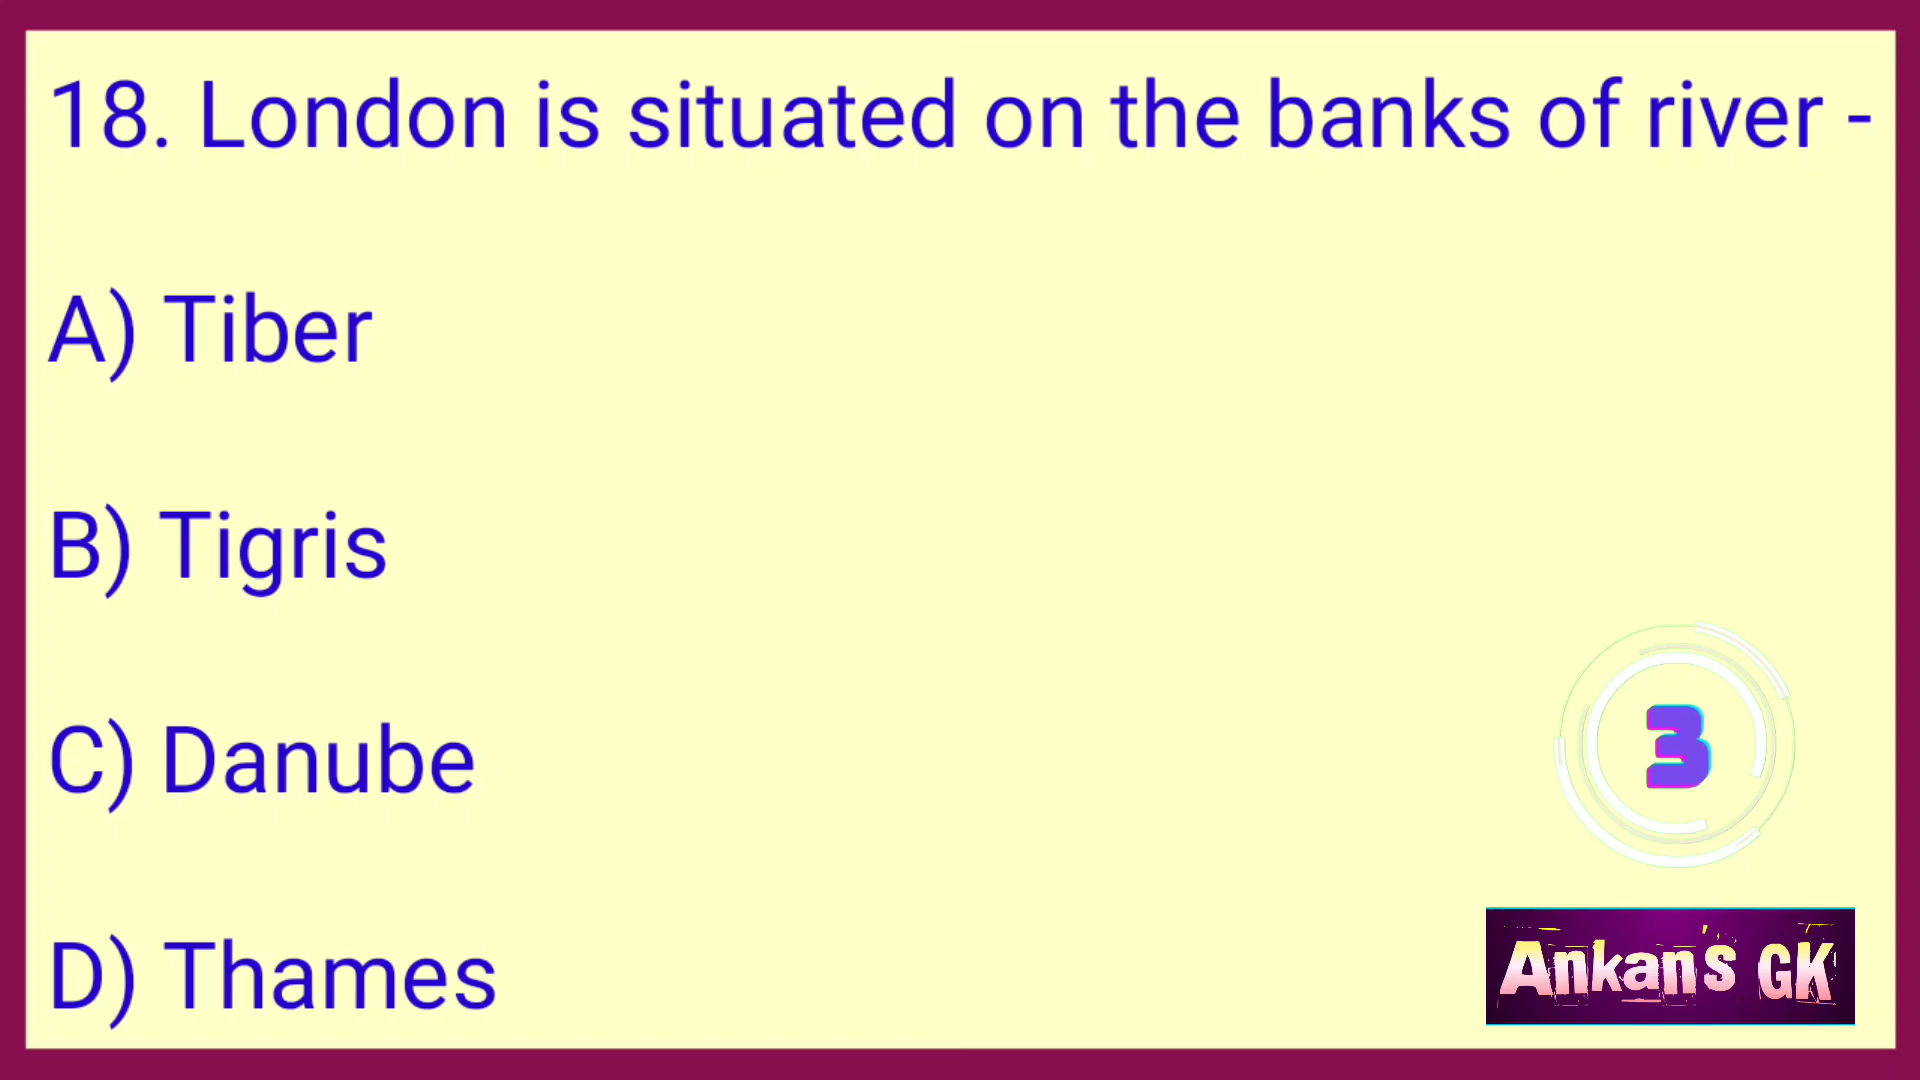 18. London is situated on the banks of river -
A) Tiber
B) Tigris
C) Danube
3
D) Thames
Ankan's GK